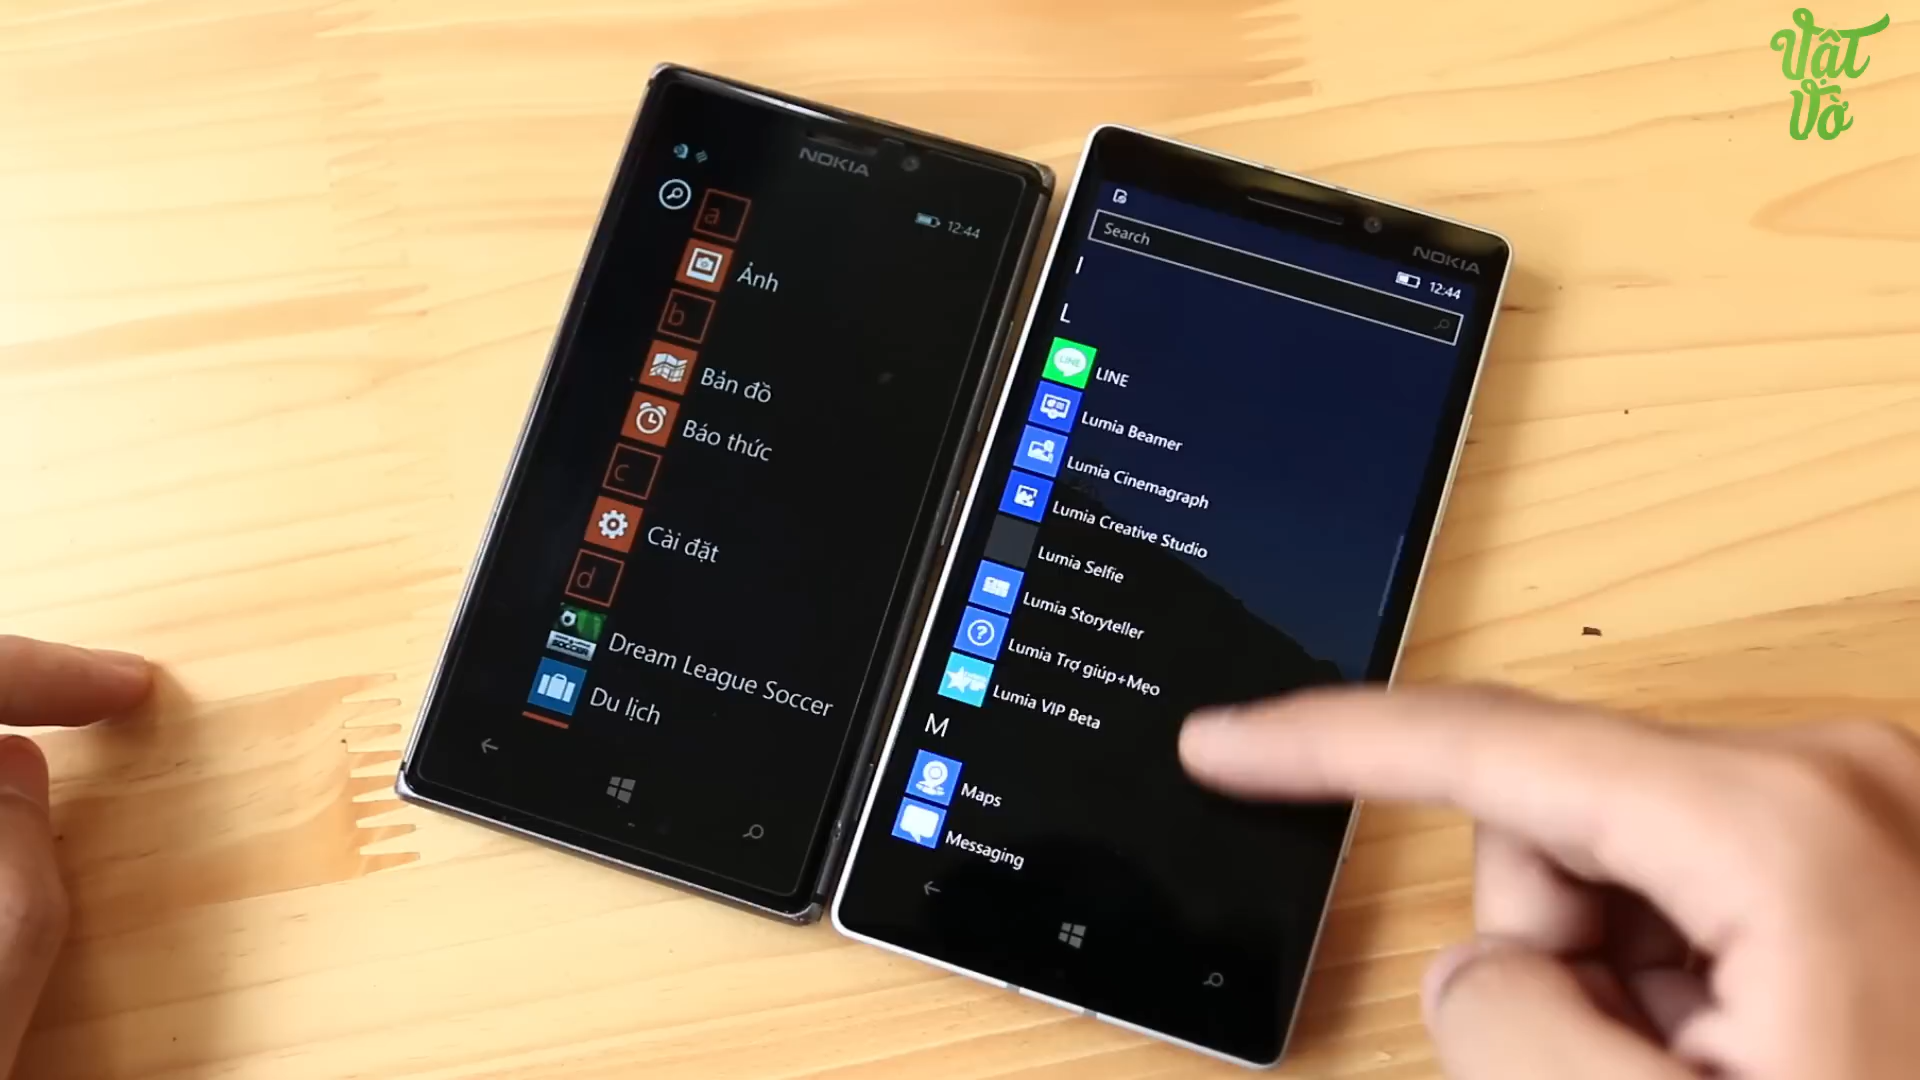 Vật
Vờ
NOKIA
12:44
a
Ảnh
b
Bản đồ
Báo thức
c
Cài đặt
d
Dream League Soccer
Du lịch
NOKIA
12:44
Search
I
L
LINE
LINE
Lumia Beamer
Lumia Cinemagraph
Lumia Creative Studio
Lumia Selfie
Lumia Storyteller
?
Lumia Trợ giúp+Mẹo
Lumia VIP Beta
M
Maps
Messaging